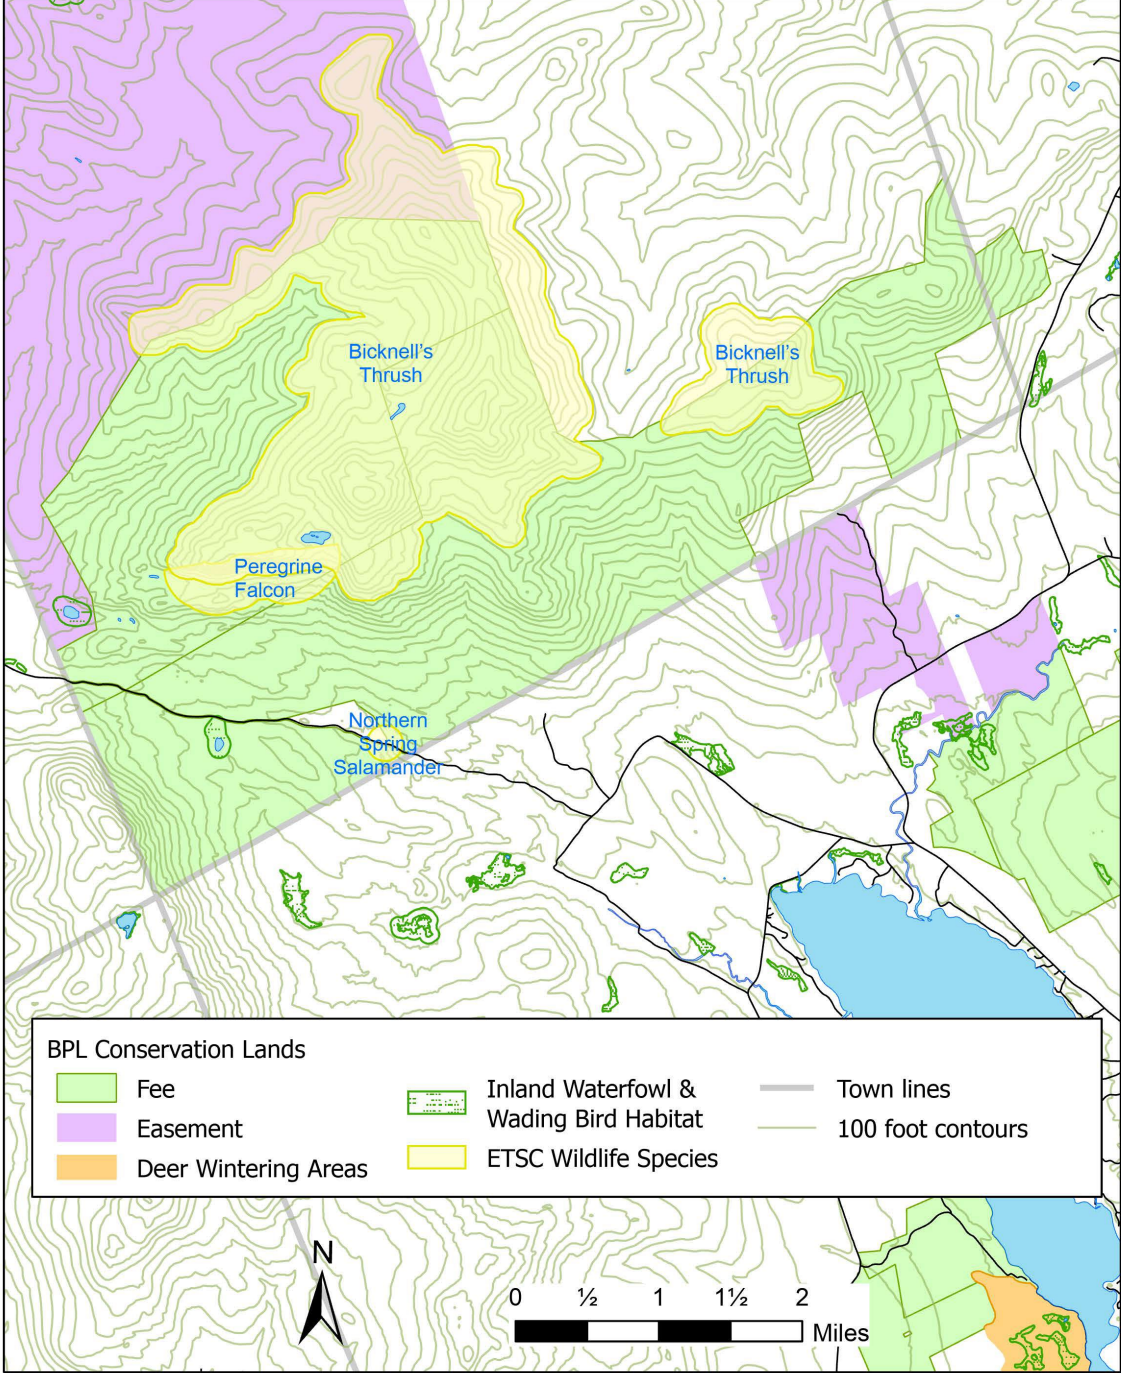 Bicknell's
Thrush
Bicknell's
Thrush
Peregrine
Falcon
Northern
Spring
Salamander
BPL Conservation Lands
Fee
Easement
Deer Wintering Areas
Inland Waterfowl &
Wading Bird Habitat
ETSC Wildlife Species
Town lines
100 foot contours
N
0 ½ 1 1½ 2
Miles